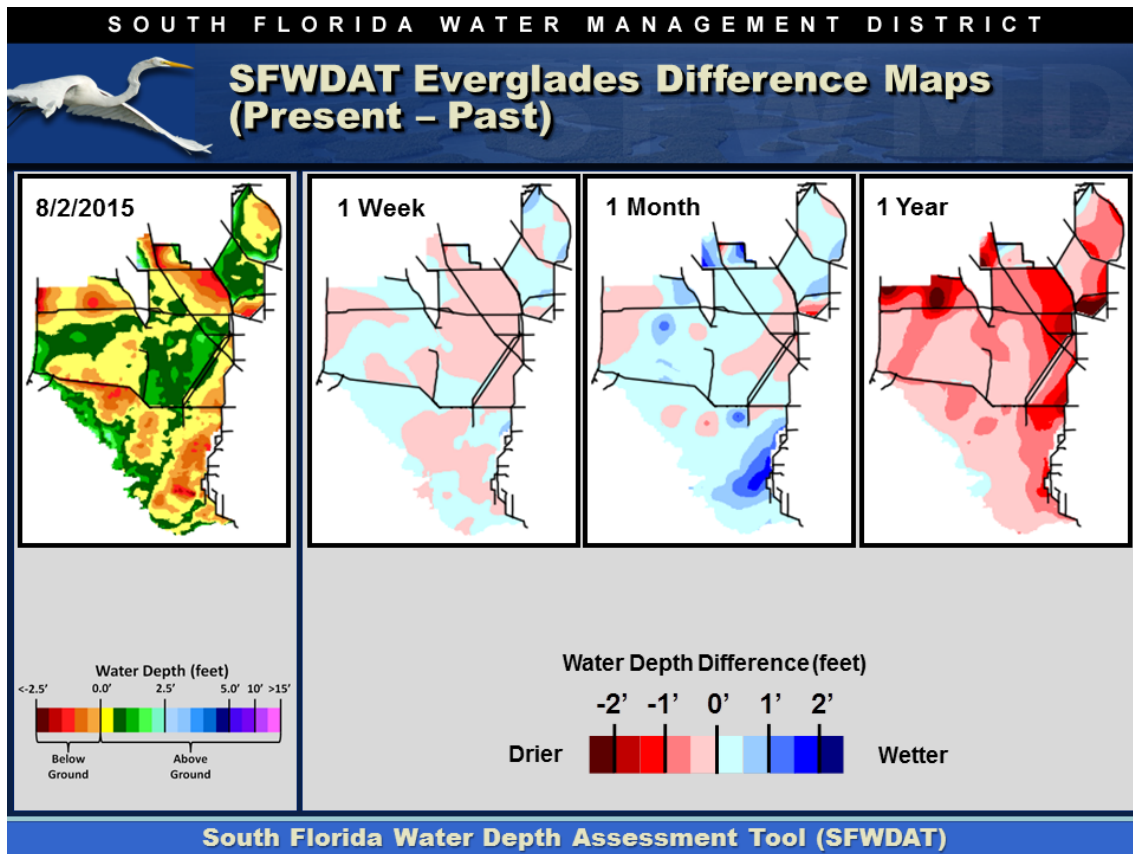 SOUTH FLORIDA WATER MANAGEMENT DISTRICT
SFWDAT Everglades Difference Maps
(Present – Past)
SFWMD
8/2/2015
1 Week
1 Month
1 Year
Water Depth (feet)
<-2.5' 0.0' 2.5' 5.0' 10' >15'
Below
Ground
Above
Ground
Water Depth Difference (feet)
-2' -1' 0' 1' 2'
Drier
Wetter
South Florida Water Depth Assessment Tool (SFWDAT)